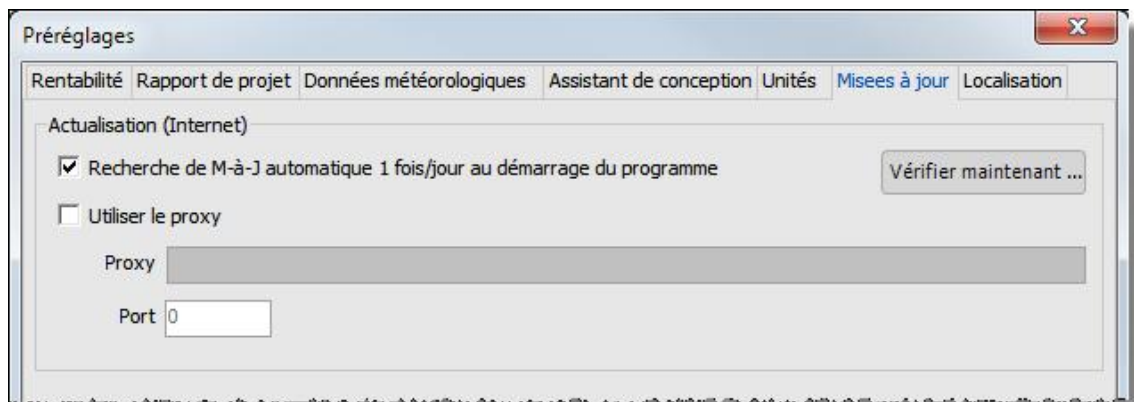 Préréglages
Rentabilité Rapport de projet Données météorologiques Assistant de conception Unités Misees à jour Localisation
Actualisation (Internet)
Recherche de M-à-J automatique 1 fois/jour au démarrage du programme Vérifier maintenant ...
Utiliser le proxy
Proxy
Port 0